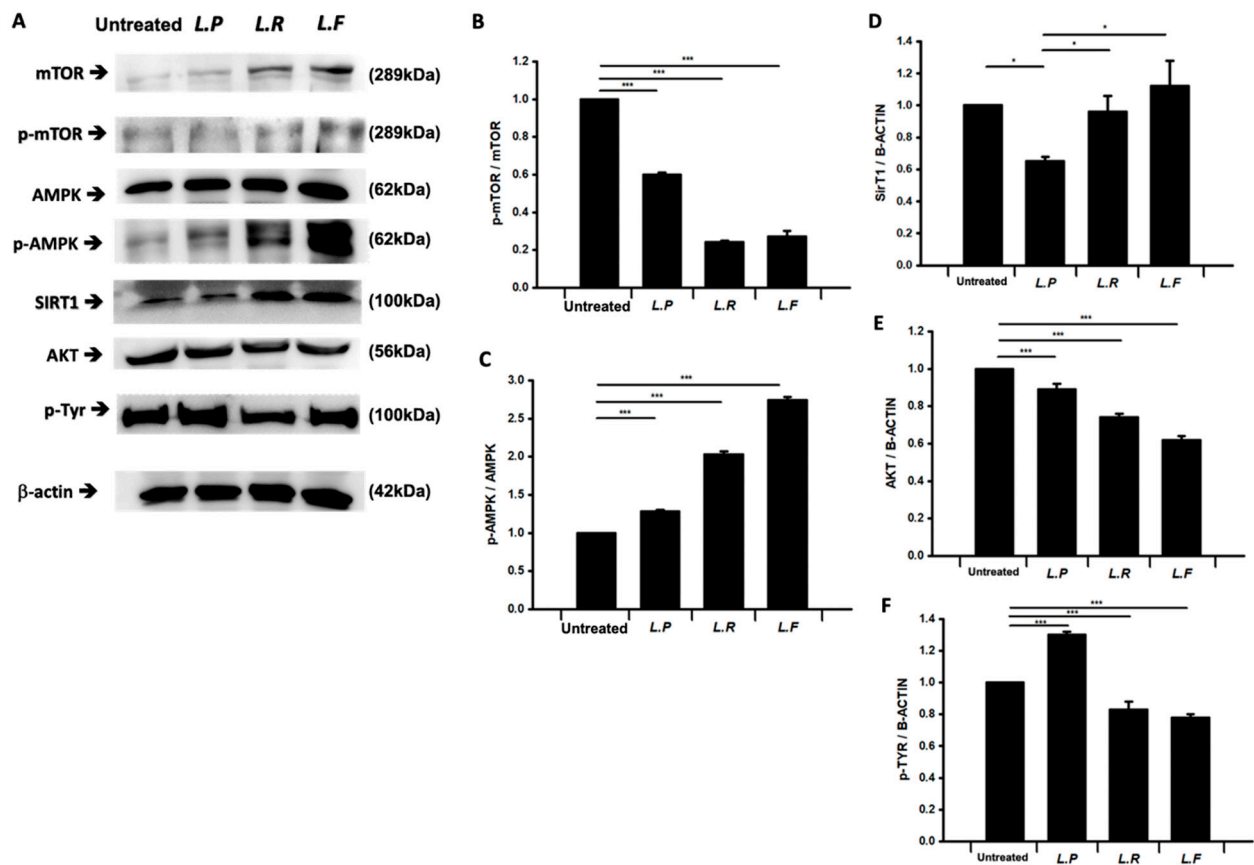 A
Untreated L.P L.R L.F
mTOR → (289kDa)
p-mTOR → (289kDa)
AMPK → (62kDa)
p-AMPK → (62kDa)
SIRT1 → (100kDa)
AKT → (56kDa)
p-Tyr → (100kDa)
β-actin → (42kDa)
B
***
***
***
p-mTOR / mTOR
1.0
0.8
0.6
0.4
0.2
0.0
Untreated L.P L.R L.F
C
***
***
***
p-AMPK / AMPK
3.0
2.5
2.0
1.5
1.0
0.5
0.0
Untreated L.P L.R L.F
D
*
*
*
SirT1 / B-ACTIN
1.4
1.2
1.0
0.8
0.6
0.4
0.2
0.0
Untreated L.P L.R L.F
E
***
***
***
AKT / B-ACTIN
1.2
1.0
0.8
0.6
0.4
0.2
0.0
Untreated L.P L.R L.F
F
***
***
***
p-TYR / B-ACTIN
1.4
1.2
1.0
0.8
0.6
0.4
0.2
0.0
Untreated L.P L.R L.F